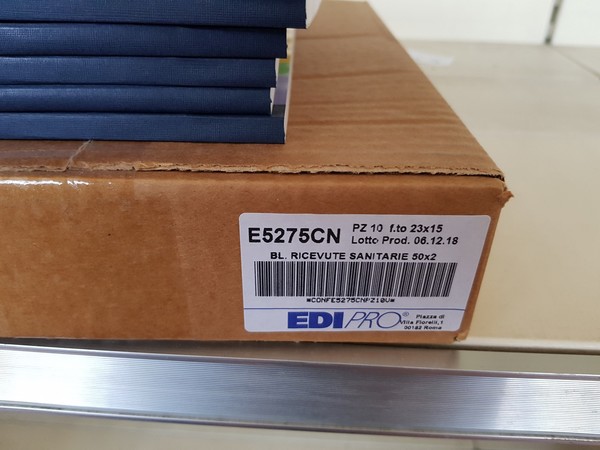 E5275CN PZ 10 f.to 23x15
Lotto Prod. 06.12.18
BL. RICEVUTE SANITARIE 50x2
*CONFE5275CNPZ10U*
EDIPRO® Piazza di
Villa Fiorelli,1
00182 Roma